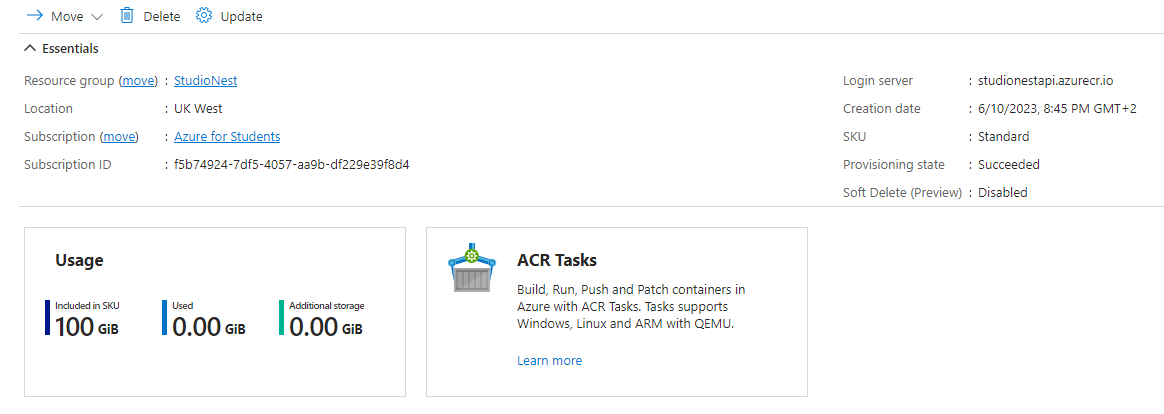 Move Delete Update
Essentials
Resource group (move) : StudioNest
Location : UK West
Subscription (move) : Azure for Students
Subscription ID : f5b74924-7df5-4057-aa9b-df229e39f8d4
Login server : studionestapi.azurecr.io
Creation date : 6/10/2023, 8:45 PM GMT+2
SKU : Standard
Provisioning state : Succeeded
Soft Delete (Preview) : Disabled
Usage
Included in SKU
100 GiB
Used
0.00 GiB
Additional storage
0.00 GiB
ACR Tasks
Build, Run, Push and Patch containers in
Azure with ACR Tasks. Tasks supports
Windows, Linux and ARM with QEMU.
Learn more